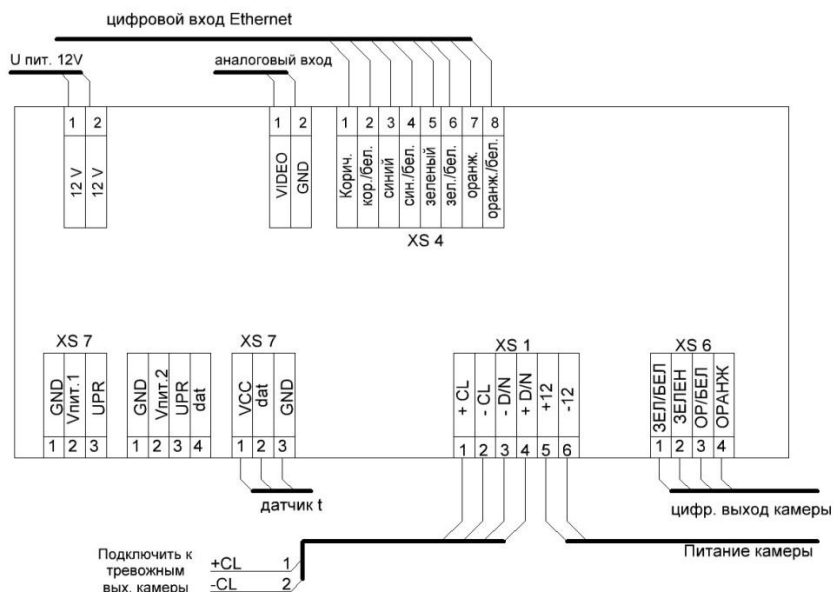 цифровой вход Ethernet
U пит. 12V
аналоговый вход
1 2
12 V
12 V
1 2
VIDEO
GND
1 2 3 4 5 6 7 8
Корич.
кор./бел.
синий
син./бел.
зеленый
зел./бел.
оранж.
оранж./бел.
XS 4
XS 7
GND
Vпит.1
UPR
1 2 3
GND
Vпит.2
UPR
dat
1 2 3 4
XS 7
VCC
dat
GND
1 2 3
датчик t
XS 1
+ CL
- CL
- D/N
+ D/N
+12
-12
1 2 3 4 5 6
XS 6
ЗЕЛ/БЕЛ
ЗЕЛЕН
ОР/БЕЛ
ОРАНЖ
1 2 3 4
цифр. выход камеры
Питание камеры
Подключить к
тревожным
вых. камеры
+CL 1
-CL 2